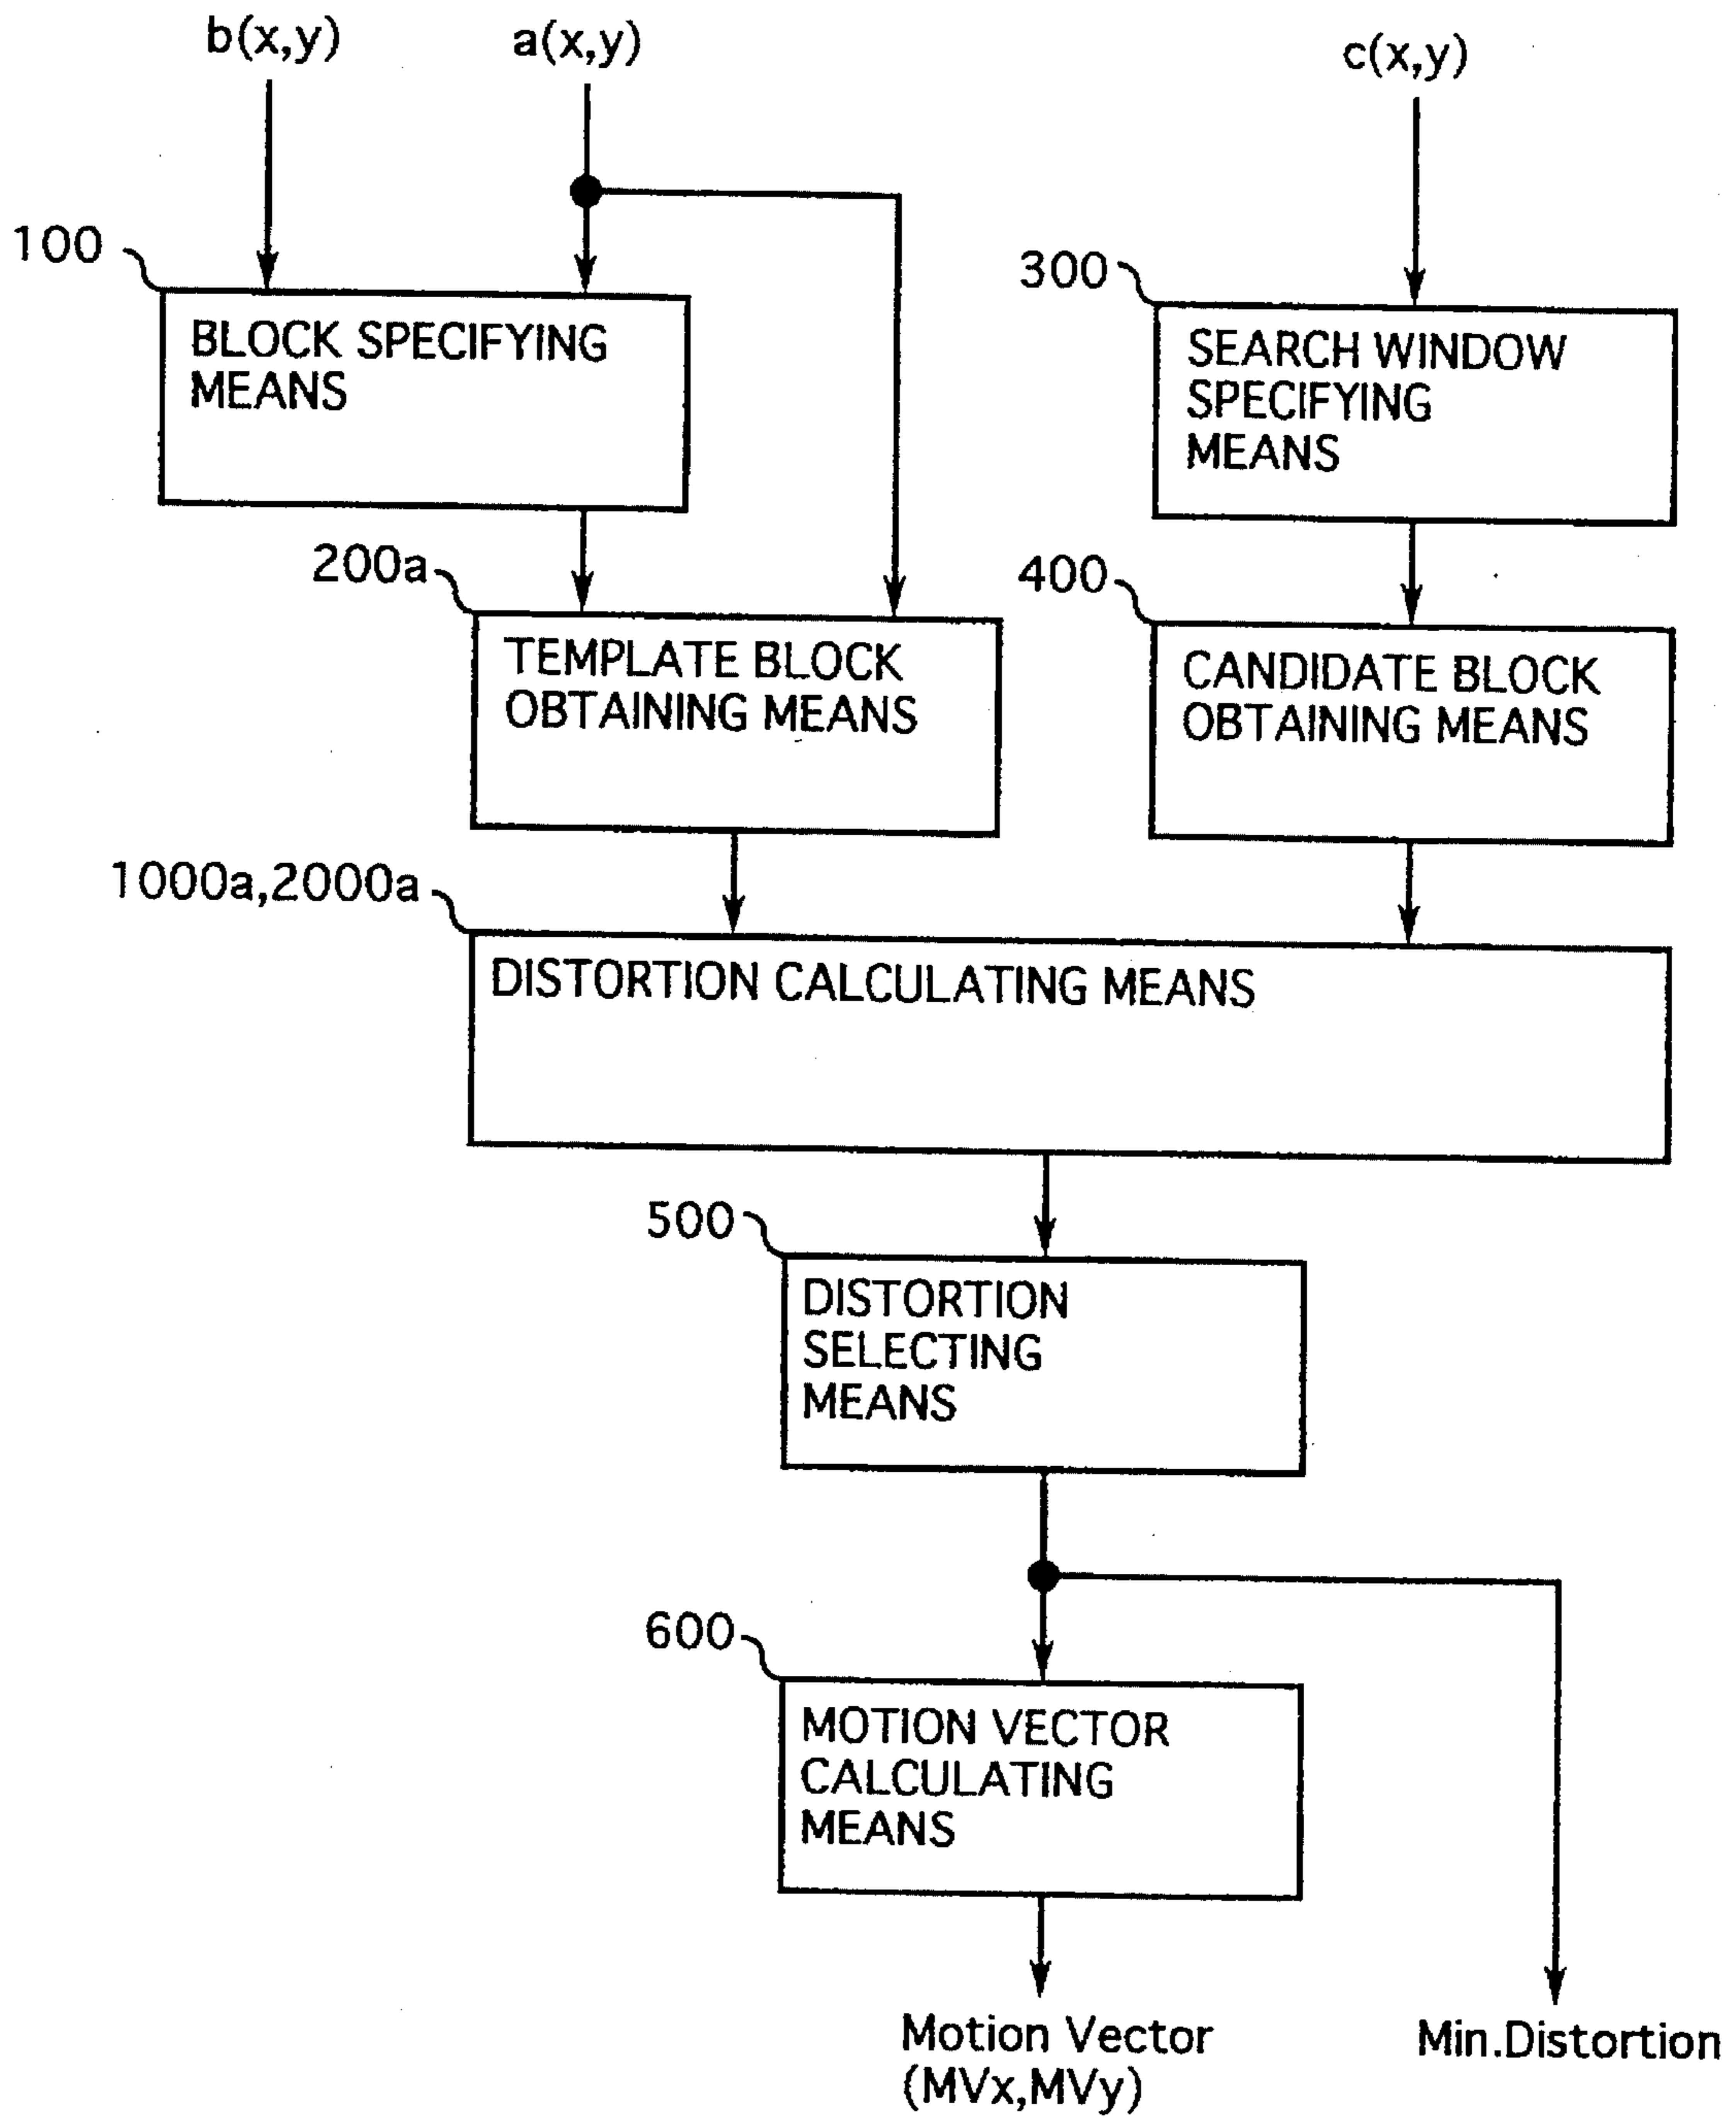 b(x,y)
a(x,y)
c(x,y)
100
BLOCK SPECIFYING
MEANS
300
SEARCH WINDOW
SPECIFYING
MEANS
200a
TEMPLATE BLOCK
OBTAINING MEANS
400
CANDIDATE BLOCK
OBTAINING MEANS
1000a,2000a
DISTORTION CALCULATING MEANS
500
DISTORTION
SELECTING
MEANS
600
MOTION VECTOR
CALCULATING
MEANS
Motion Vector
(MVx,MVy)
Min.Distortion